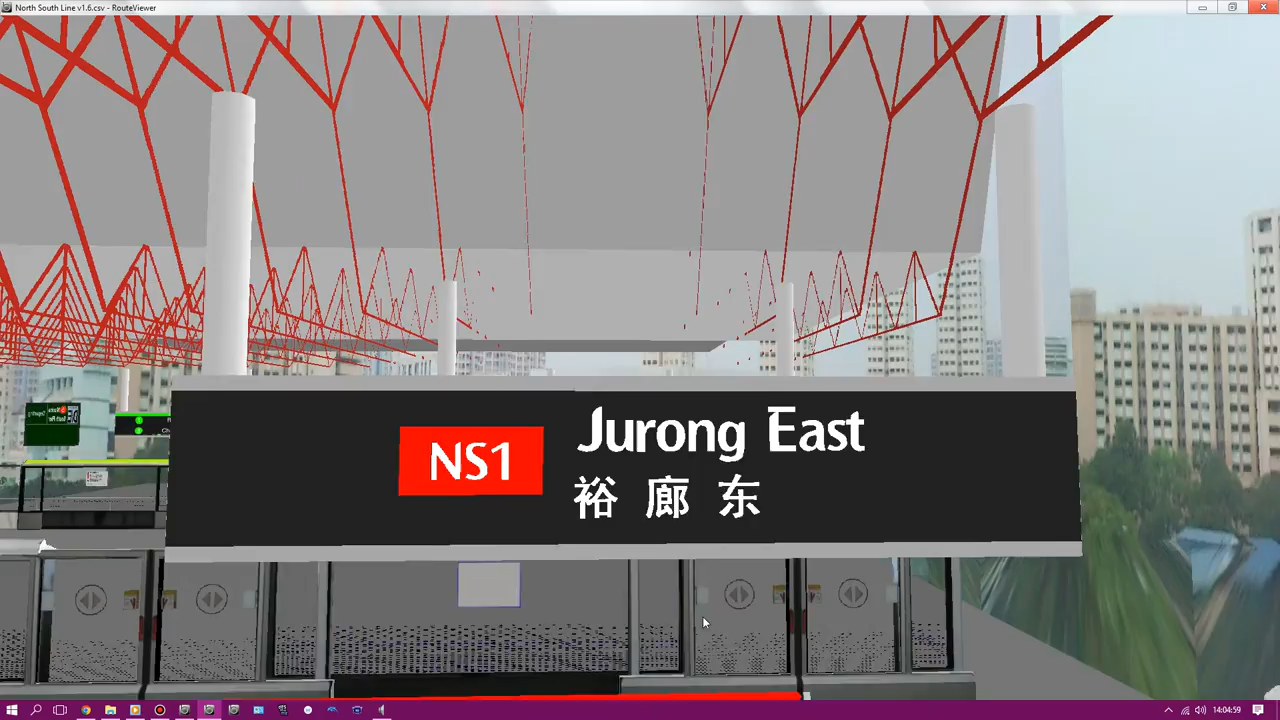 North South Line v1.6.csv - RouteViewer
NS1
Jurong East
裕 廊 东
14:04:59